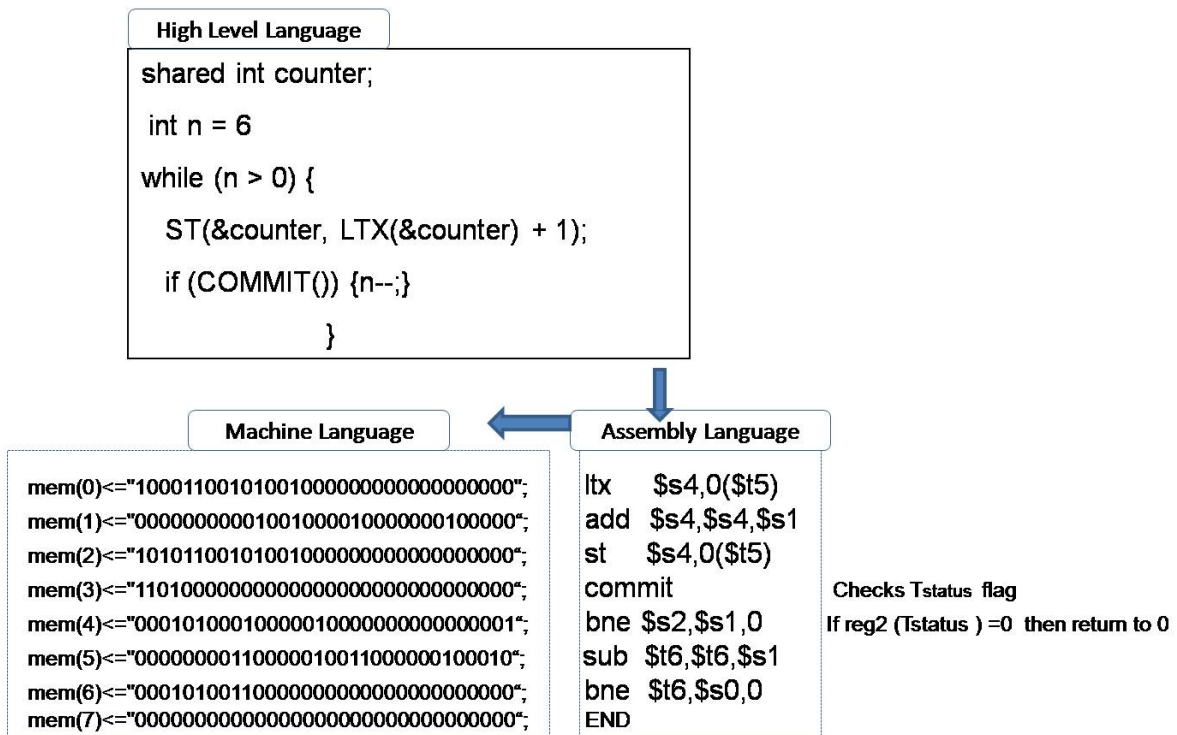 High Level Language
shared int counter;
int n = 6
while (n > 0) {
ST(&counter, LTX(&counter) + 1);
if (COMMIT()) {n--;}
}
Machine Language
mem(0)<="10001100101001000000000000000000";
mem(1)<="00000000001001000010000000100000“;
mem(2)<="10101100101001000000000000000000“;
mem(3)<="11010000000000000000000000000000“;
mem(4)<="00010100010000010000000000000001“;
mem(5)<="00000000110000010011000000100010“;
mem(6)<="00010100110000000000000000000000“;
mem(7)<="00000000000000000000000000000000“;
Assembly Language
ltx $s4,0($t5)
add $s4,$s4,$s1
st $s4,0($t5)
commit
bne $s2,$s1,0
sub $t6,$t6,$s1
bne $t6,$s0,0
END
Checks Tstatus flag
If reg2 (Tstatus ) =0 then return to 0